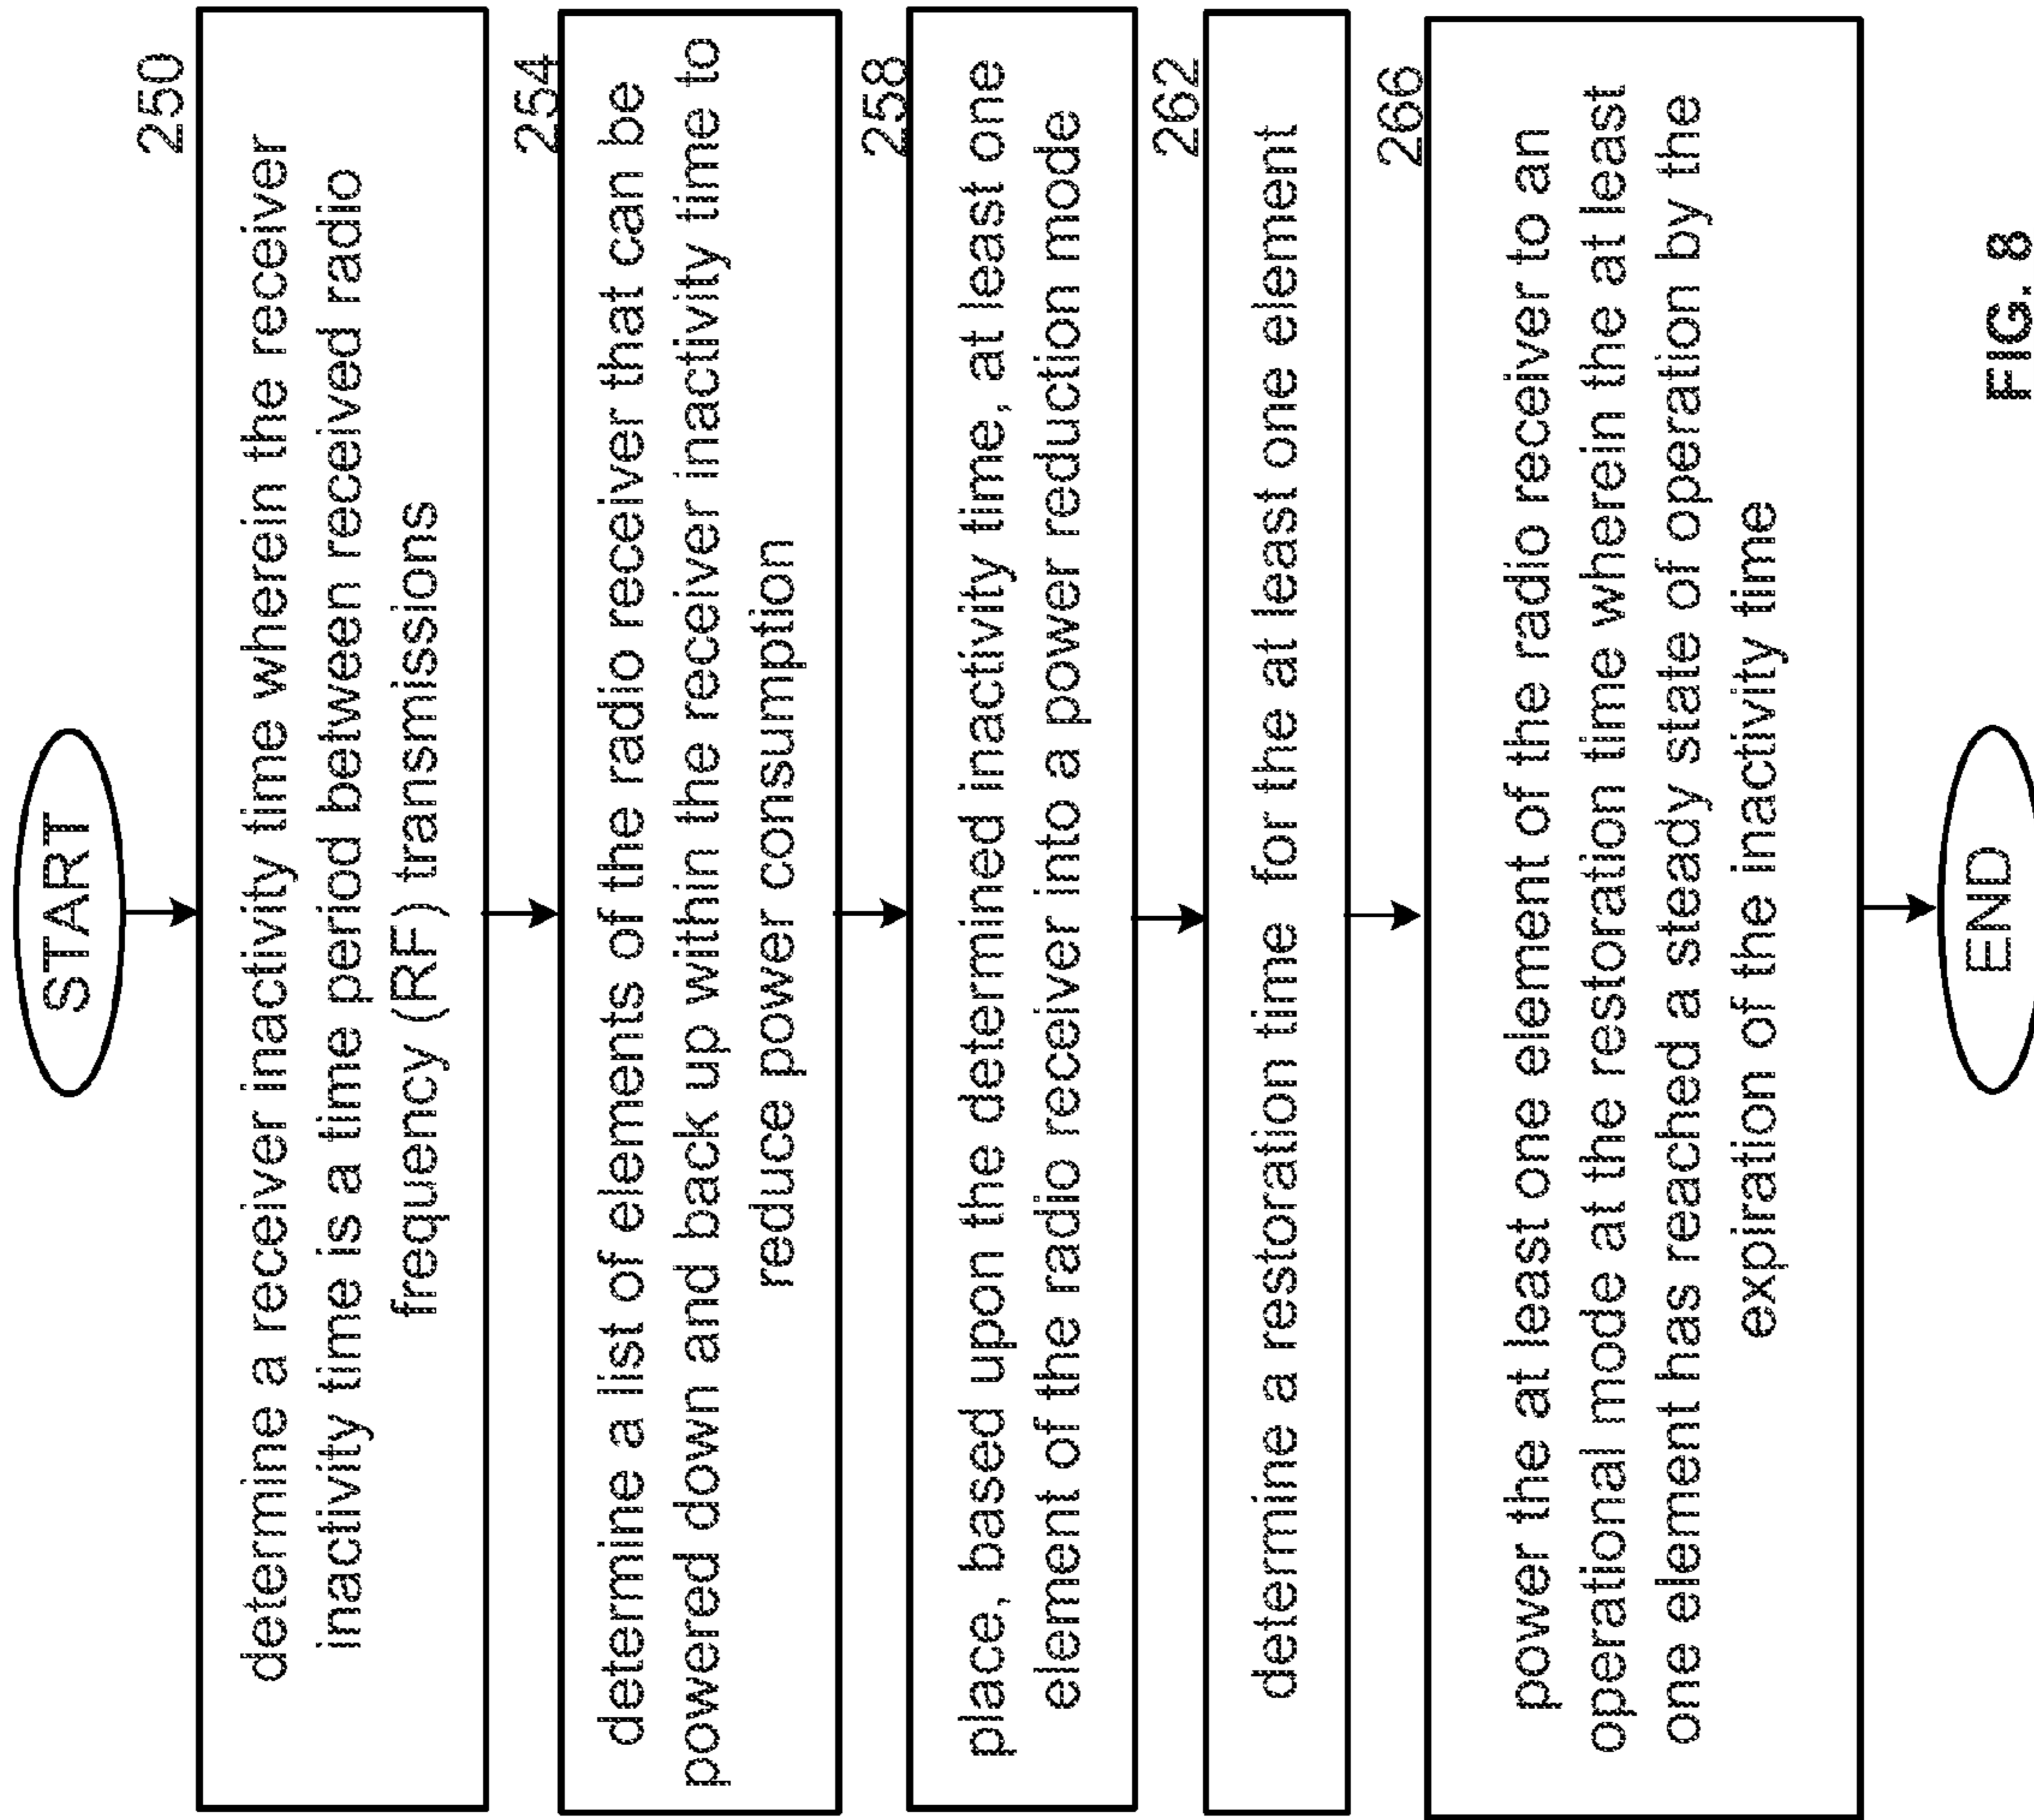 START
250
determine a receiver inactivity time wherein the receiver
inactivity time is a time period between received radio
frequency (RF) transmissions
254
determine a list of elements of the radio receiver that can be
powered down and back up within the receiver inactivity time to
reduce power consumption
258
place, based upon the determined inactivity time, at least one
element of the radio receiver into a power reduction mode
262
determine a restoration time for the at least one element
266
power the at least one element of the radio receiver to an
operational mode at the restoration time wherein the at least
one element has reached a steady state of operation by the
expiration of the inactivity time
END
FIG. 8